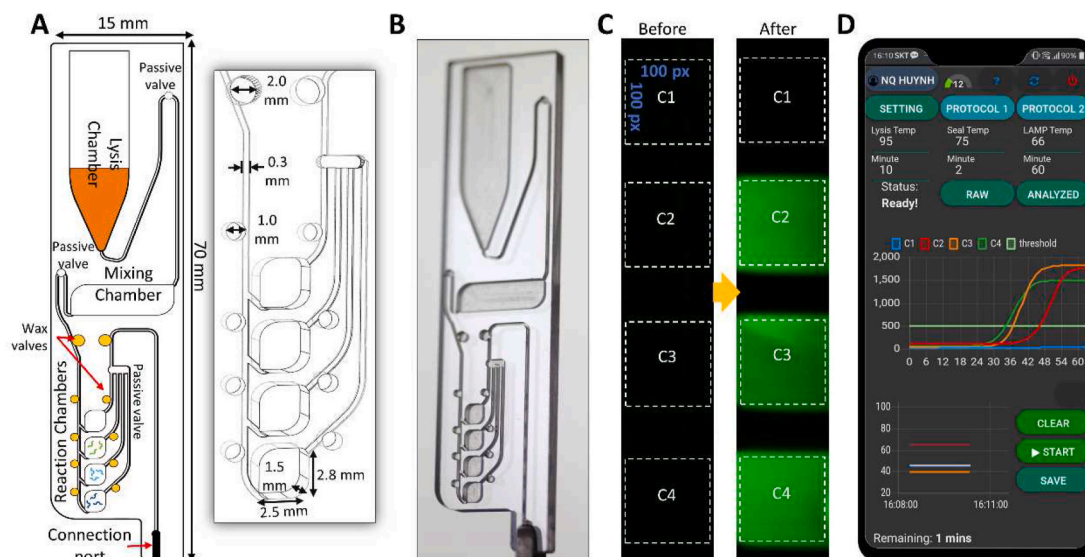 A
15 mm
Passive
valve
Lysis
Chamber
Passive
valve
Mixing
Chamber
70 mm
Wax
valves
Reaction Chambers
Passive valve
Connection
port
2.0
mm
0.3
mm
1.0
mm
1.5
mm
2.8 mm
2.5 mm
B
C
Before
After
100 px
100 px
C1
C2
C3
C4
C1
C2
C3
C4
D
16:10 SKT
90%
NQ HUYNH
12
?
SETTING
PROTOCOL 1
PROTOCOL 2
Lysis Temp
Seal Temp
LAMP Temp
95
75
66
Minute
Minute
Minute
10
2
60
Status:
Ready!
RAW
ANALYZED
C1 C2 C3 C4 threshold
2,000
1,500
1,000
500
0
0 6 12 18 24 30 36 42 48 54 60
100
80
60
40
20
16:08:00
16:11:00
CLEAR
START
SAVE
Remaining: 1 mins